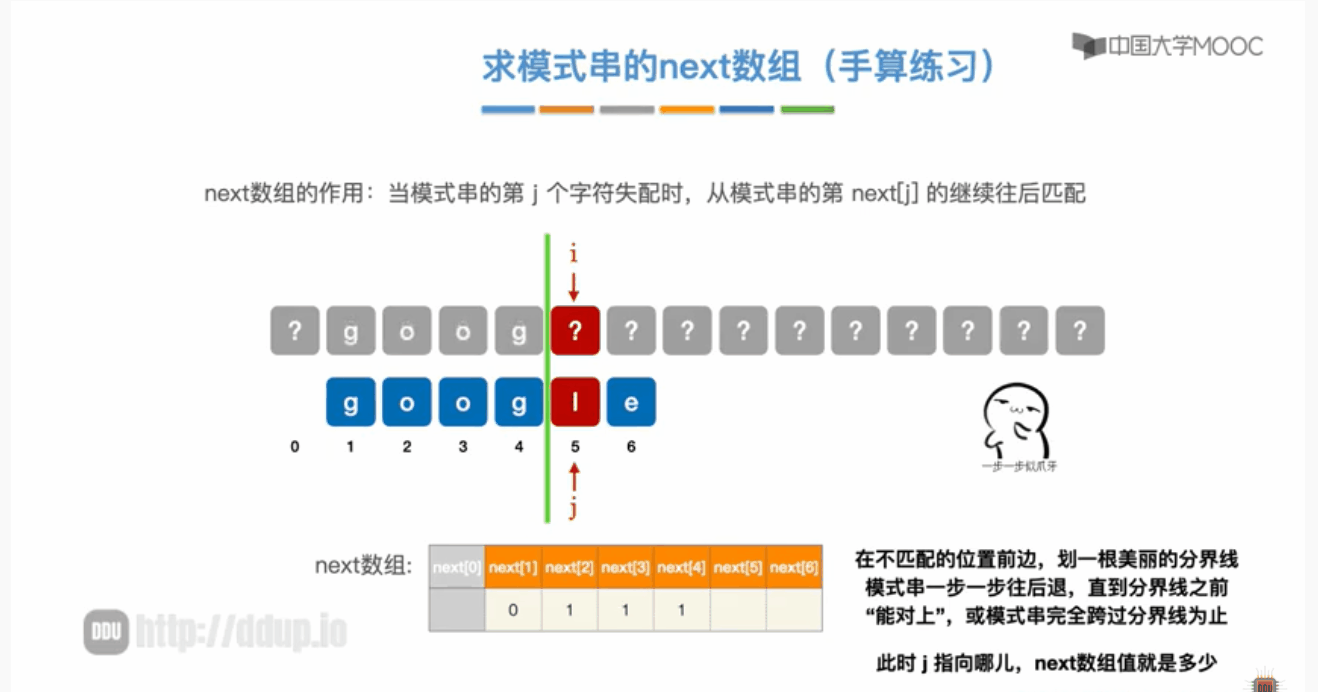 中国大学MOOC
求模式串的next数组（手算练习）
next数组的作用：当模式串的第 j 个字符失配时，从模式串的第 next[j] 的继续往后匹配
i
? g o o g ? ? ? ? ? ? ? ? ? ?
g o o g l e
0 1 2 3 4 5 6
j
一步一步似爪牙
next数组:
next[0] next[1] next[2] next[3] next[4] next[5] next[6]
0 1 1 1
在不匹配的位置前边，划一根美丽的分界线
模式串一步一步往后退，直到分界线之前
“能对上”，或模式串完全跨过分界线为止
此时 j 指向哪儿，next数组值就是多少
DDU http://ddup.io
DDU